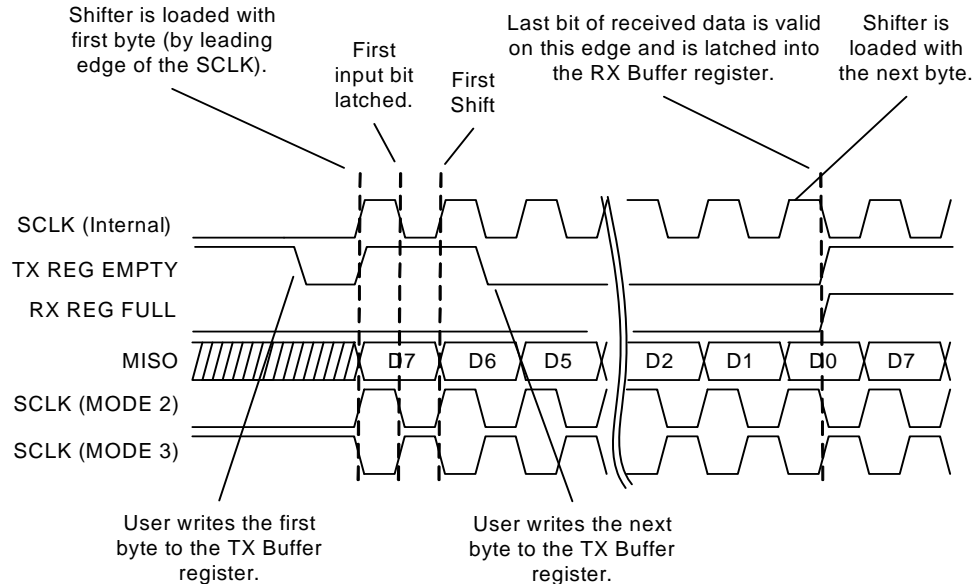 Shifter is loaded with
first byte (by leading
edge of the SCLK).
First
input bit
latched.
First
Shift
Last bit of received data is valid
on this edge and is latched into
the RX Buffer register.
Shifter is
loaded with
the next byte.
SCLK (Internal)
TX REG EMPTY
RX REG FULL
MISO D7 D6 D5 D2 D1 D0 D7
SCLK (MODE 2)
SCLK (MODE 3)
User writes the first
byte to the TX Buffer
register.
User writes the next
byte to the TX Buffer
register.